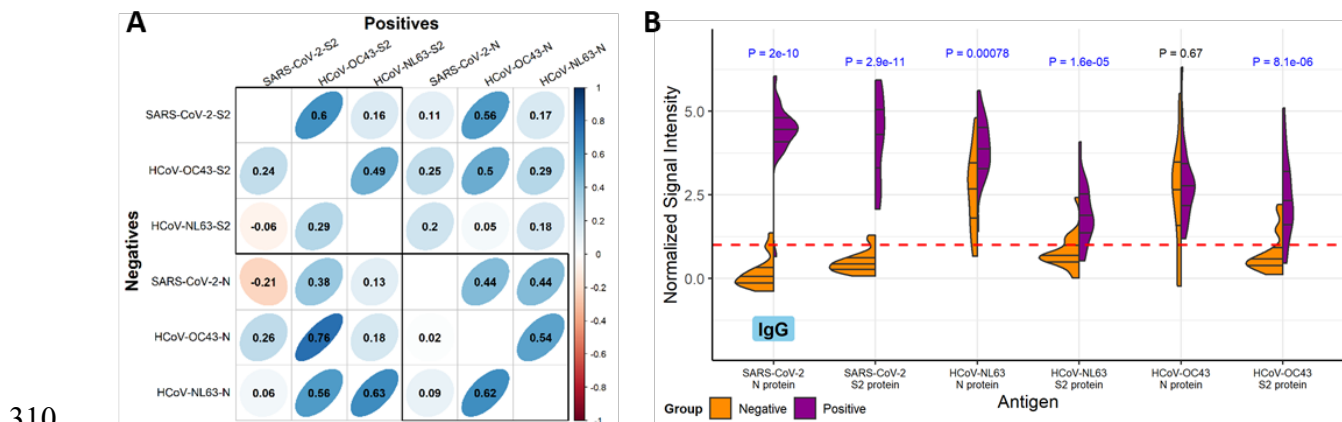 A
Positives
SARS-CoV-2-S2
HCoV-OC43-S2
HCoV-NL63-S2
SARS-CoV-2-N
HCoV-OC43-N
HCoV-NL63-N
Negatives
SARS-CoV-2-S2 0.6 0.16 0.11 0.56 0.17
HCoV-OC43-S2 0.24 0.49 0.25 0.5 0.29
HCoV-NL63-S2 -0.06 0.29 0.2 0.05 0.18
SARS-CoV-2-N -0.21 0.38 0.13 0.44 0.44
HCoV-OC43-N 0.26 0.76 0.18 0.02 0.54
HCoV-NL63-N 0.06 0.56 0.63 0.09 0.62
1
0.8
0.6
0.4
0.2
0
-0.2
-0.4
-0.6
-0.8
-1
B
P = 2e-10
P = 2.9e-11
P = 0.00078
P = 1.6e-05
P = 0.67
P = 8.1e-06
Normalized Signal Intensity
5.0
2.5
0.0
IgG
SARS-CoV-2
N protein
SARS-CoV-2
S2 protein
HCoV-NL63
N protein
HCoV-NL63
S2 protein
HCoV-OC43
N protein
HCoV-OC43
S2 protein
Antigen
Group Negative Positive
310